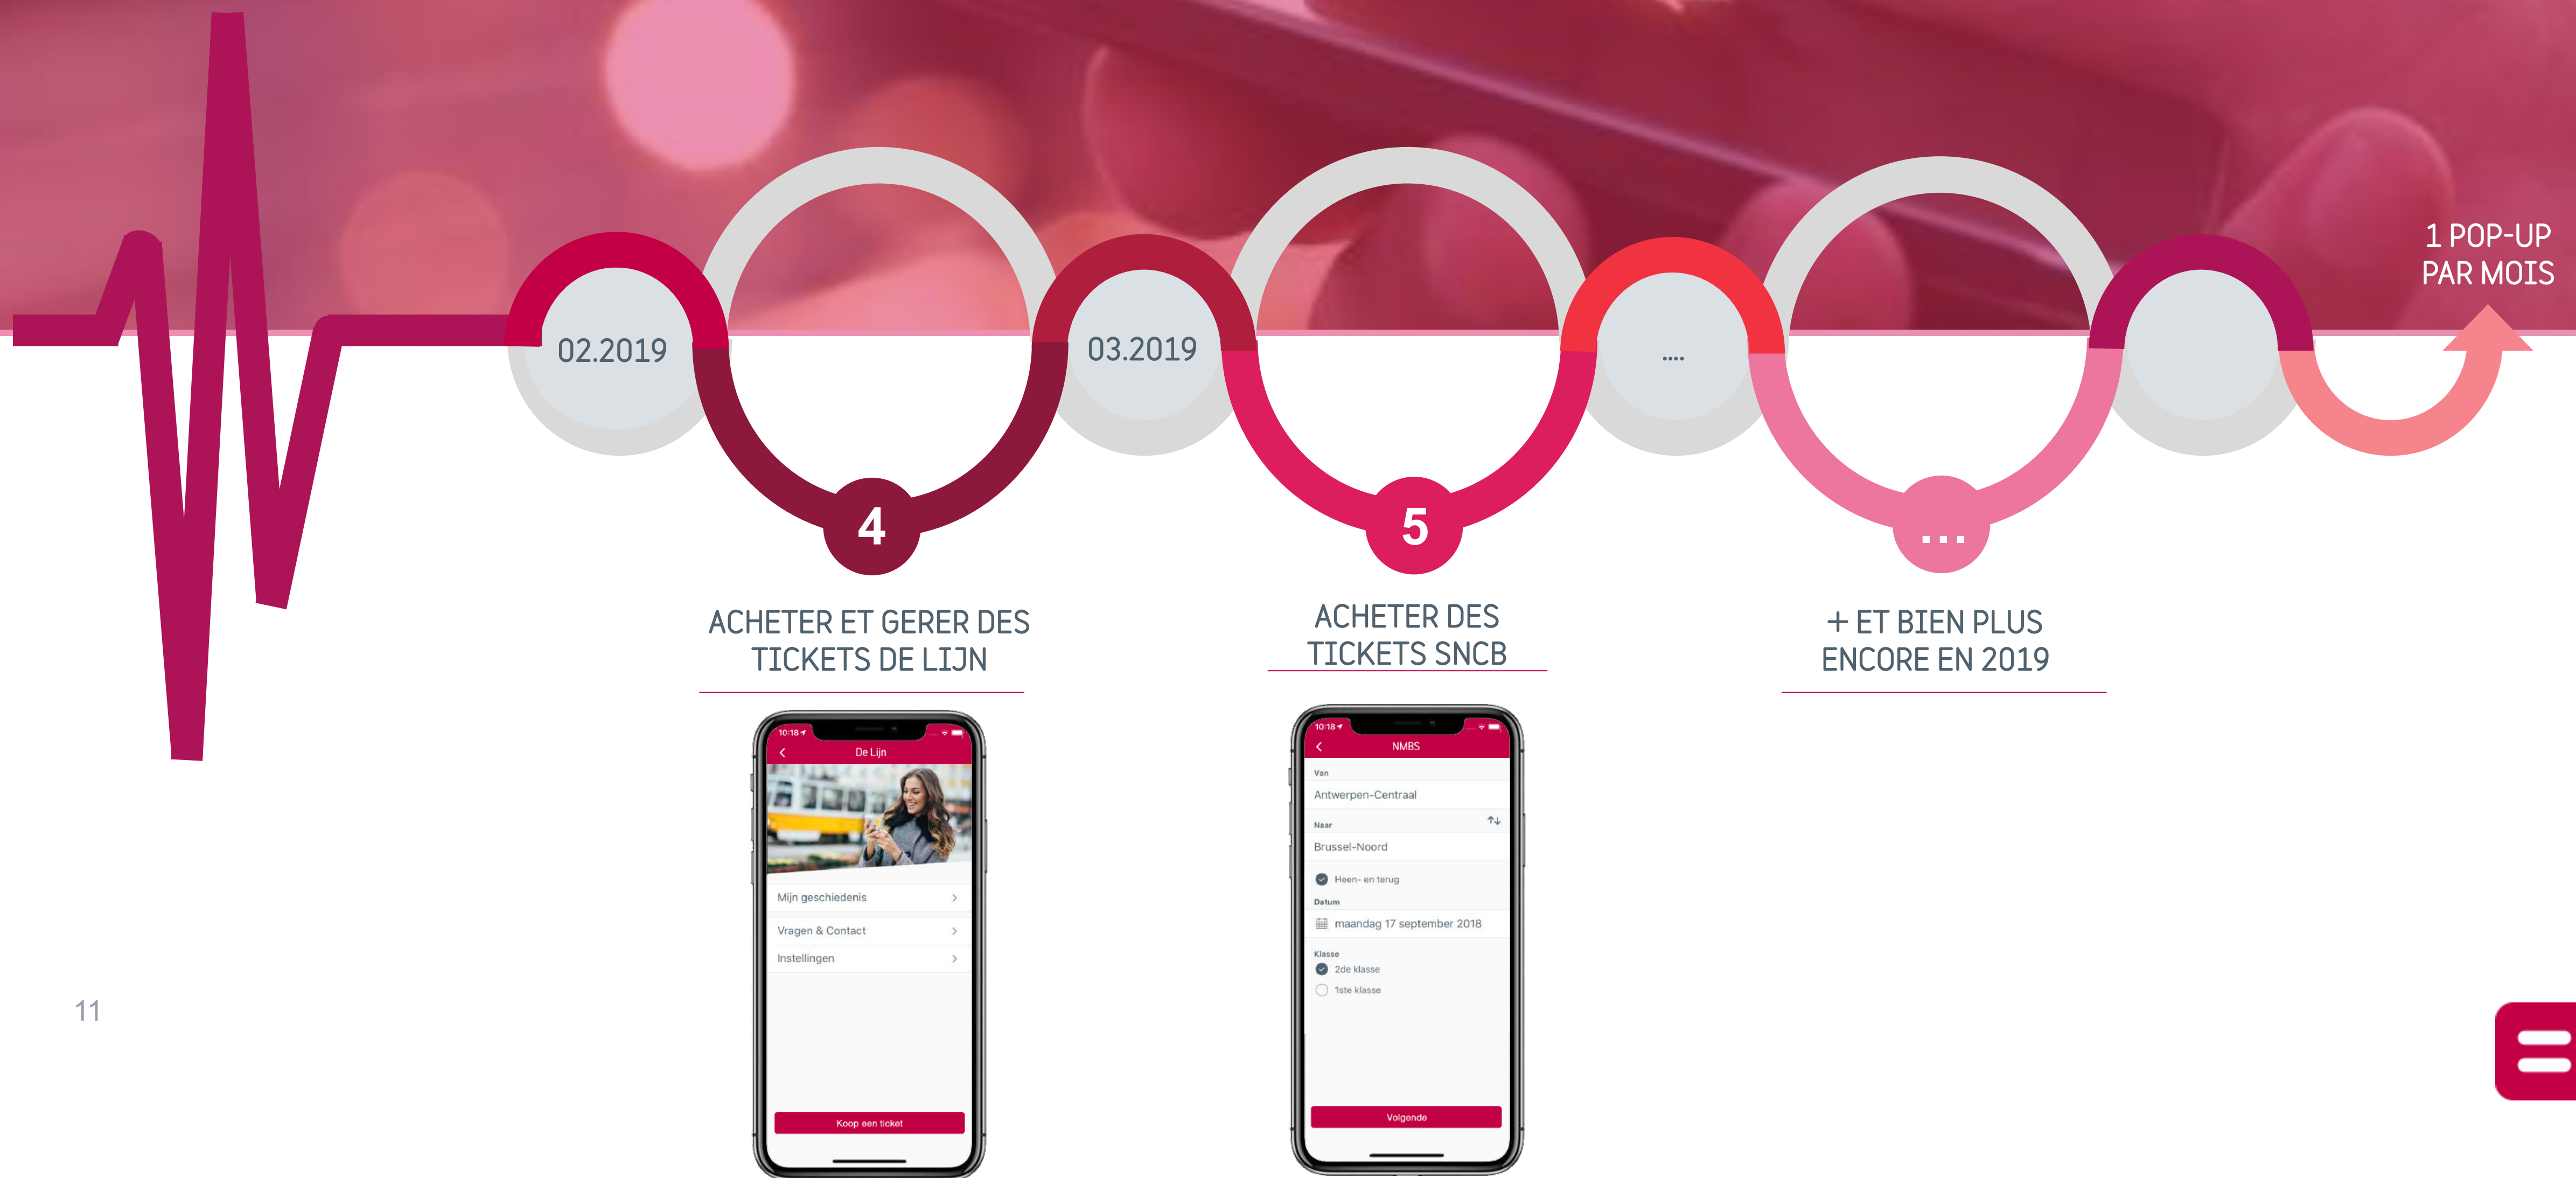 1 POP-UP
PAR MOIS
02.2019
03.2019
....
4
5
...
ACHETER ET GERER DES
TICKETS DE LIJN
ACHETER DES
TICKETS SNCB
+ ET BIEN PLUS
ENCORE EN 2019
10:18
De Lijn
Mijn geschiedenis
Vragen & Contact
Instellingen
Koop een ticket
10:18
NMBS
Van
Antwerpen-Centraal
Naar
Brussel-Noord
Heen- en terug
Datum
maandag 17 september 2018
Klasse
2de klasse
1ste klasse
Volgende
11